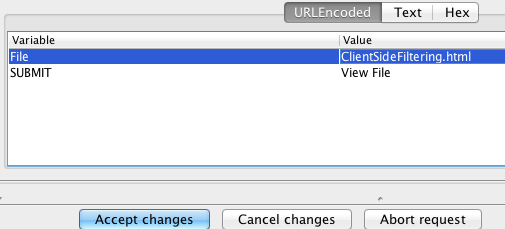 URLEncoded Text Hex
Variable Value
File ClientSideFiltering.html
SUBMIT View File
Accept changes Cancel changes Abort request